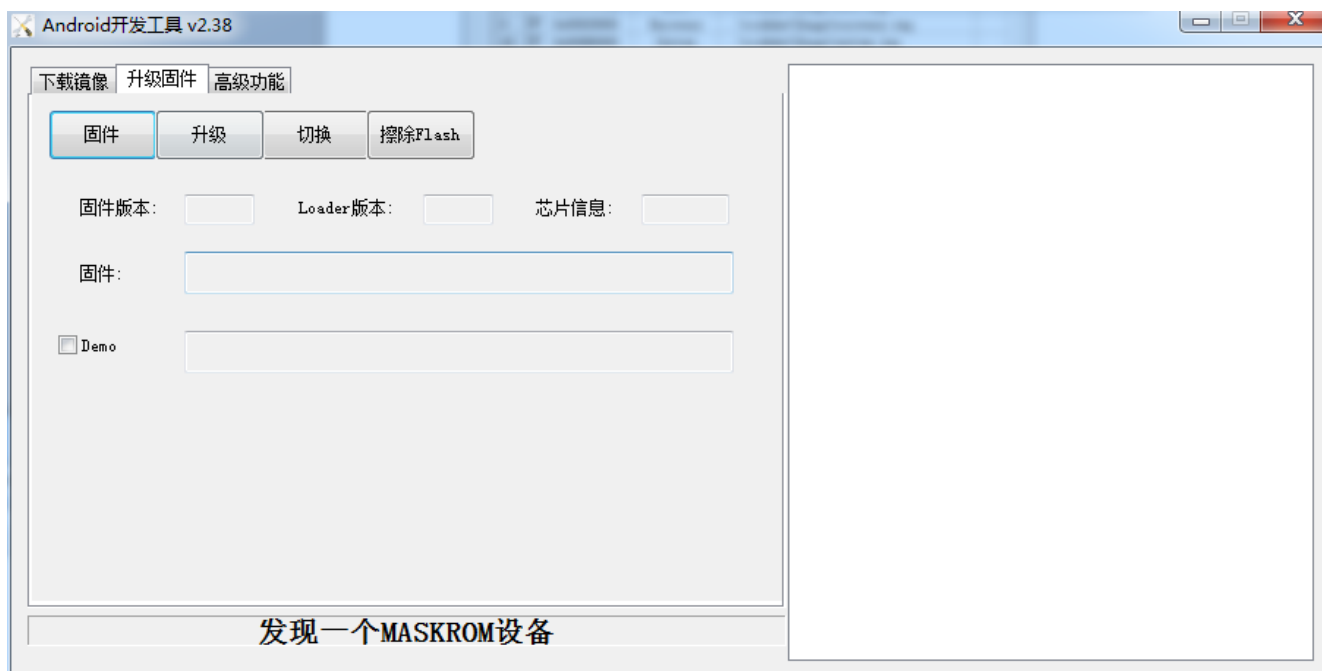 Android开发工具 v2.38
下载镜像 升级固件 高级功能
固件 升级 切换 擦除Flash
固件版本: Loader版本: 芯片信息:
固件:
Demo
发现一个MASKROM设备